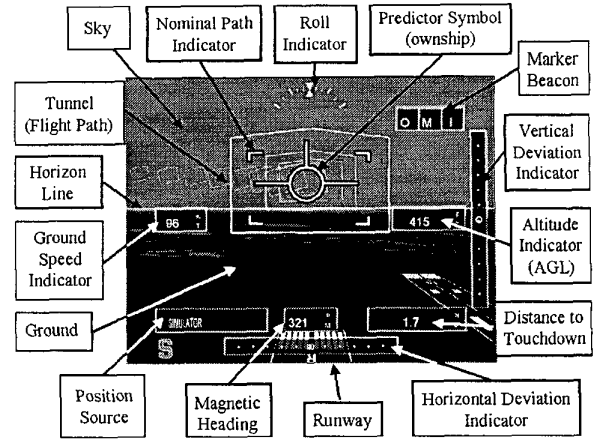 Sky
Nominal Path
Indicator
Roll
Indicator
Predictor Symbol
(ownship)
Marker
Beacon
Tunnel
(Flight Path)
O M I
Vertical
Deviation
Indicator
Horizon
Line
96
415
Ground
Speed
Indicator
Altitude
Indicator
(AGL)
Ground
SIMULATOR
321
1.7
Distance to
Touchdown
S
Position
Source
Magnetic
Heading
Runway
Horizontal Deviation
Indicator